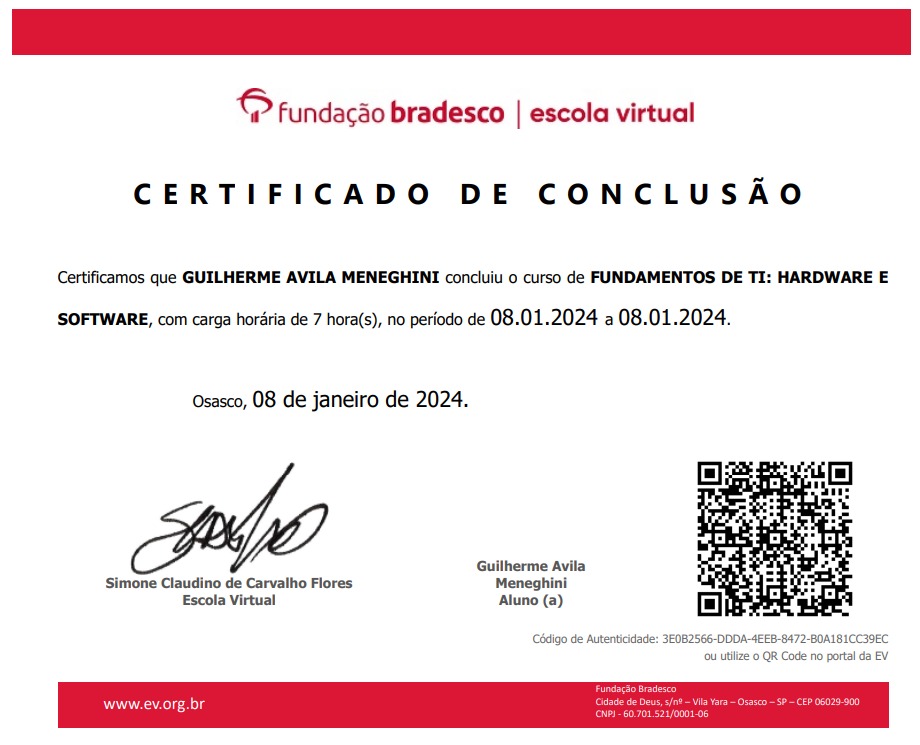 fundação bradesco | escola virtual
CERTIFICADO DE CONCLUSÃO
Certificamos que GUILHERME AVILA MENEGHINI concluiu o curso de FUNDAMENTOS DE TI: HARDWARE E
SOFTWARE, com carga horária de 7 hora(s), no período de 08.01.2024 a 08.01.2024.
Osasco, 08 de janeiro de 2024.
Simone Claudino de Carvalho Flores
Escola Virtual
Guilherme Avila
Meneghini
Aluno (a)
Código de Autenticidade: 3E0B2566-DDDA-4EEB-8472-B0A181CC39EC
ou utilize o QR Code no portal da EV
www.ev.org.br
Fundação Bradesco
Cidade de Deus, s/nº – Vila Yara – Osasco – SP – CEP 06029-900
CNPJ - 60.701.521/0001-06